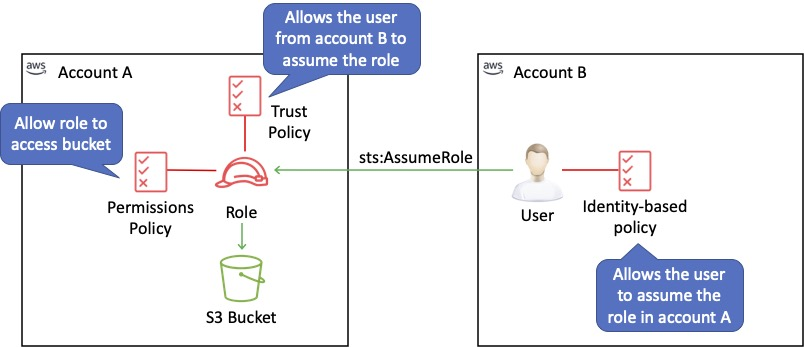 Allows the user
from account B to
assume the role
aws
Account A
Trust
Policy
Allow role to
access bucket
Permissions
Policy
Role
S3 Bucket
sts:AssumeRole
aws
Account B
User
Identity-based
policy
Allows the user
to assume the
role in account A